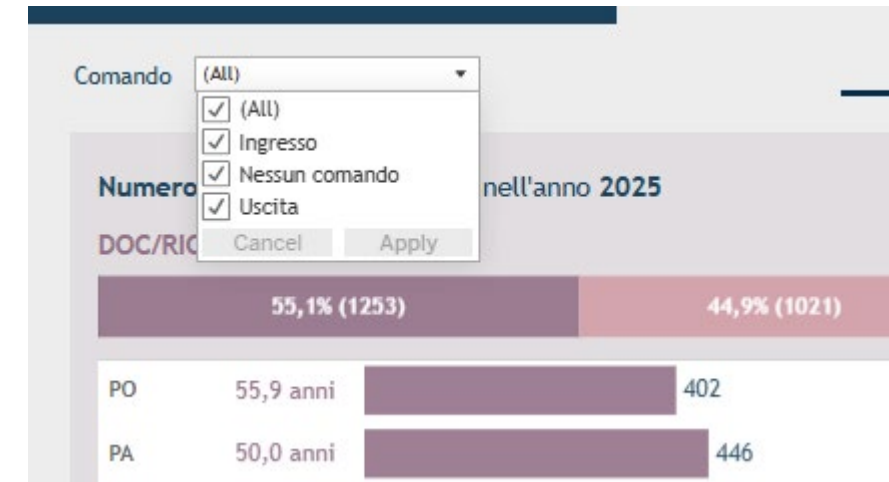 Comando (All)
(All)
Ingresso
Nessun comando
Numero nell'anno 2025
Uscita
DOC/RIC
Cancel Apply
55,1% (1253) 44,9% (1021)
PO 55,9 anni 402
PA 50,0 anni 446